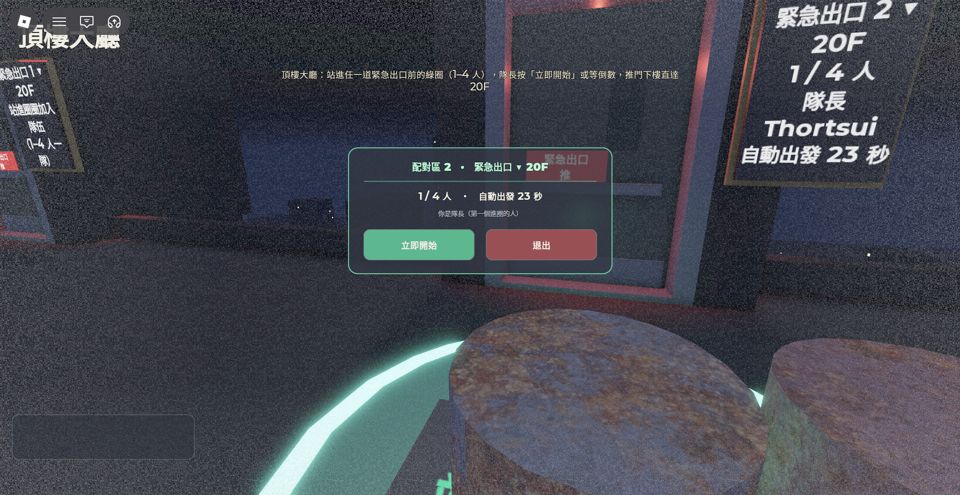 頂樓大廳
頂樓大廳：站進任一道緊急出口前的綠圈（1–4 人），隊長按「立即開始」或等倒數，推門下樓直達
20F
緊急出口 1 ▼
20F
站進圈圈加入
隊伍
(1–4 人一
隊)
配對區 2 • 緊急出口 ▼ 20F
1 / 4 人 • 自動出發 23 秒
你是隊長（第一個進圈的人）
立即開始
退出
緊急出口
推
緊急出口 2 ▼
20F
1 / 4 人
隊長
Thortsui
自動出發 23 秒